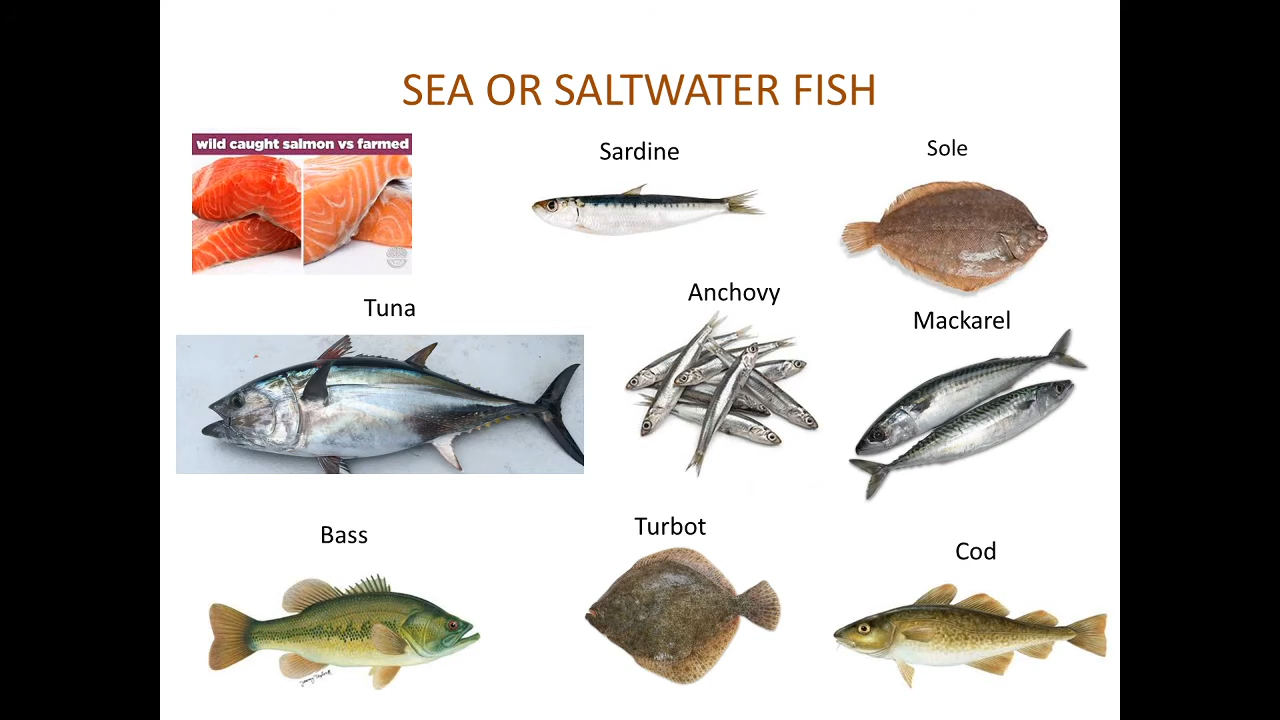 SEA OR SALTWATER FISH
wild caught salmon vs farmed
Sardine
Sole
Tuna
Anchovy
Mackarel
Bass
Turbot
Cod